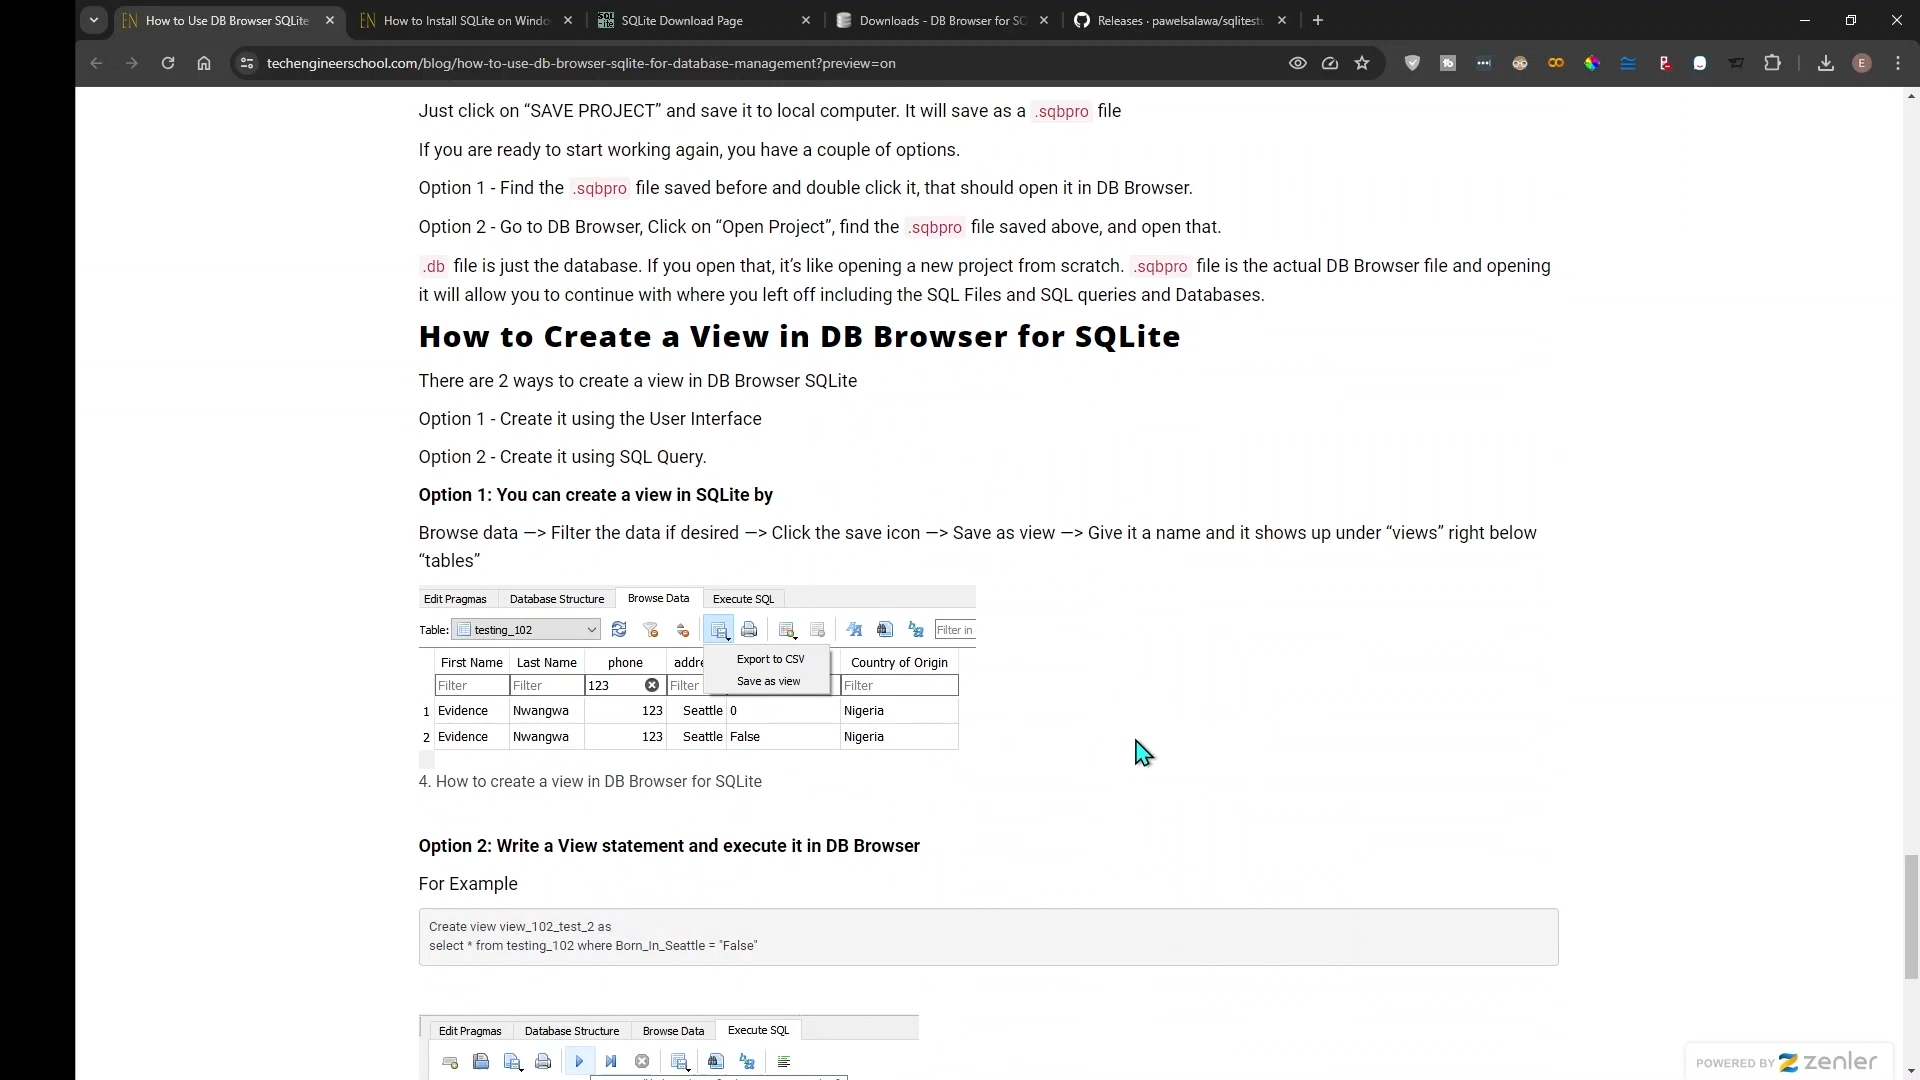 How to Use DB Browser SQLite
How to Install SQLite on Windo
SQLite Download Page
Downloads - DB Browser for SQ
Releases · pawelsalawa/sqlitestu
techengineerschool.com/blog/how-to-use-db-browser-sqlite-for-database-management?preview=on
E
Just click on “SAVE PROJECT” and save it to local computer. It will save as a .sqbpro file
If you are ready to start working again, you have a couple of options.
Option 1 - Find the .sqbpro file saved before and double click it, that should open it in DB Browser.
Option 2 - Go to DB Browser, Click on “Open Project”, find the .sqbpro file saved above, and open that.
.db file is just the database. If you open that, it’s like opening a new project from scratch. .sqbpro file is the actual DB Browser file and opening
it will allow you to continue with where you left off including the SQL Files and SQL queries and Databases.
How to Create a View in DB Browser for SQLite
There are 2 ways to create a view in DB Browser SQLite
Option 1 - Create it using the User Interface
Option 2 - Create it using SQL Query.
Option 1: You can create a view in SQLite by
Browse data —> Filter the data if desired —> Click the save icon —> Save as view —> Give it a name and it shows up under “views” right below
“tables”
Edit Pragmas Database Structure Browse Data Execute SQL
Table: testing_102 Filter in
First Name Last Name phone addre Country of Origin
Export to CSV
Save as view
Filter Filter 123 Filter Filter
1 Evidence Nwangwa 123 Seattle 0 Nigeria
2 Evidence Nwangwa 123 Seattle False Nigeria
4. How to create a view in DB Browser for SQLite
Option 2: Write a View statement and execute it in DB Browser
For Example
Create view view_102_test_2 as
select * from testing_102 where Born_In_Seattle = "False"
Edit Pragmas Database Structure Browse Data Execute SQL
POWERED BY zenler